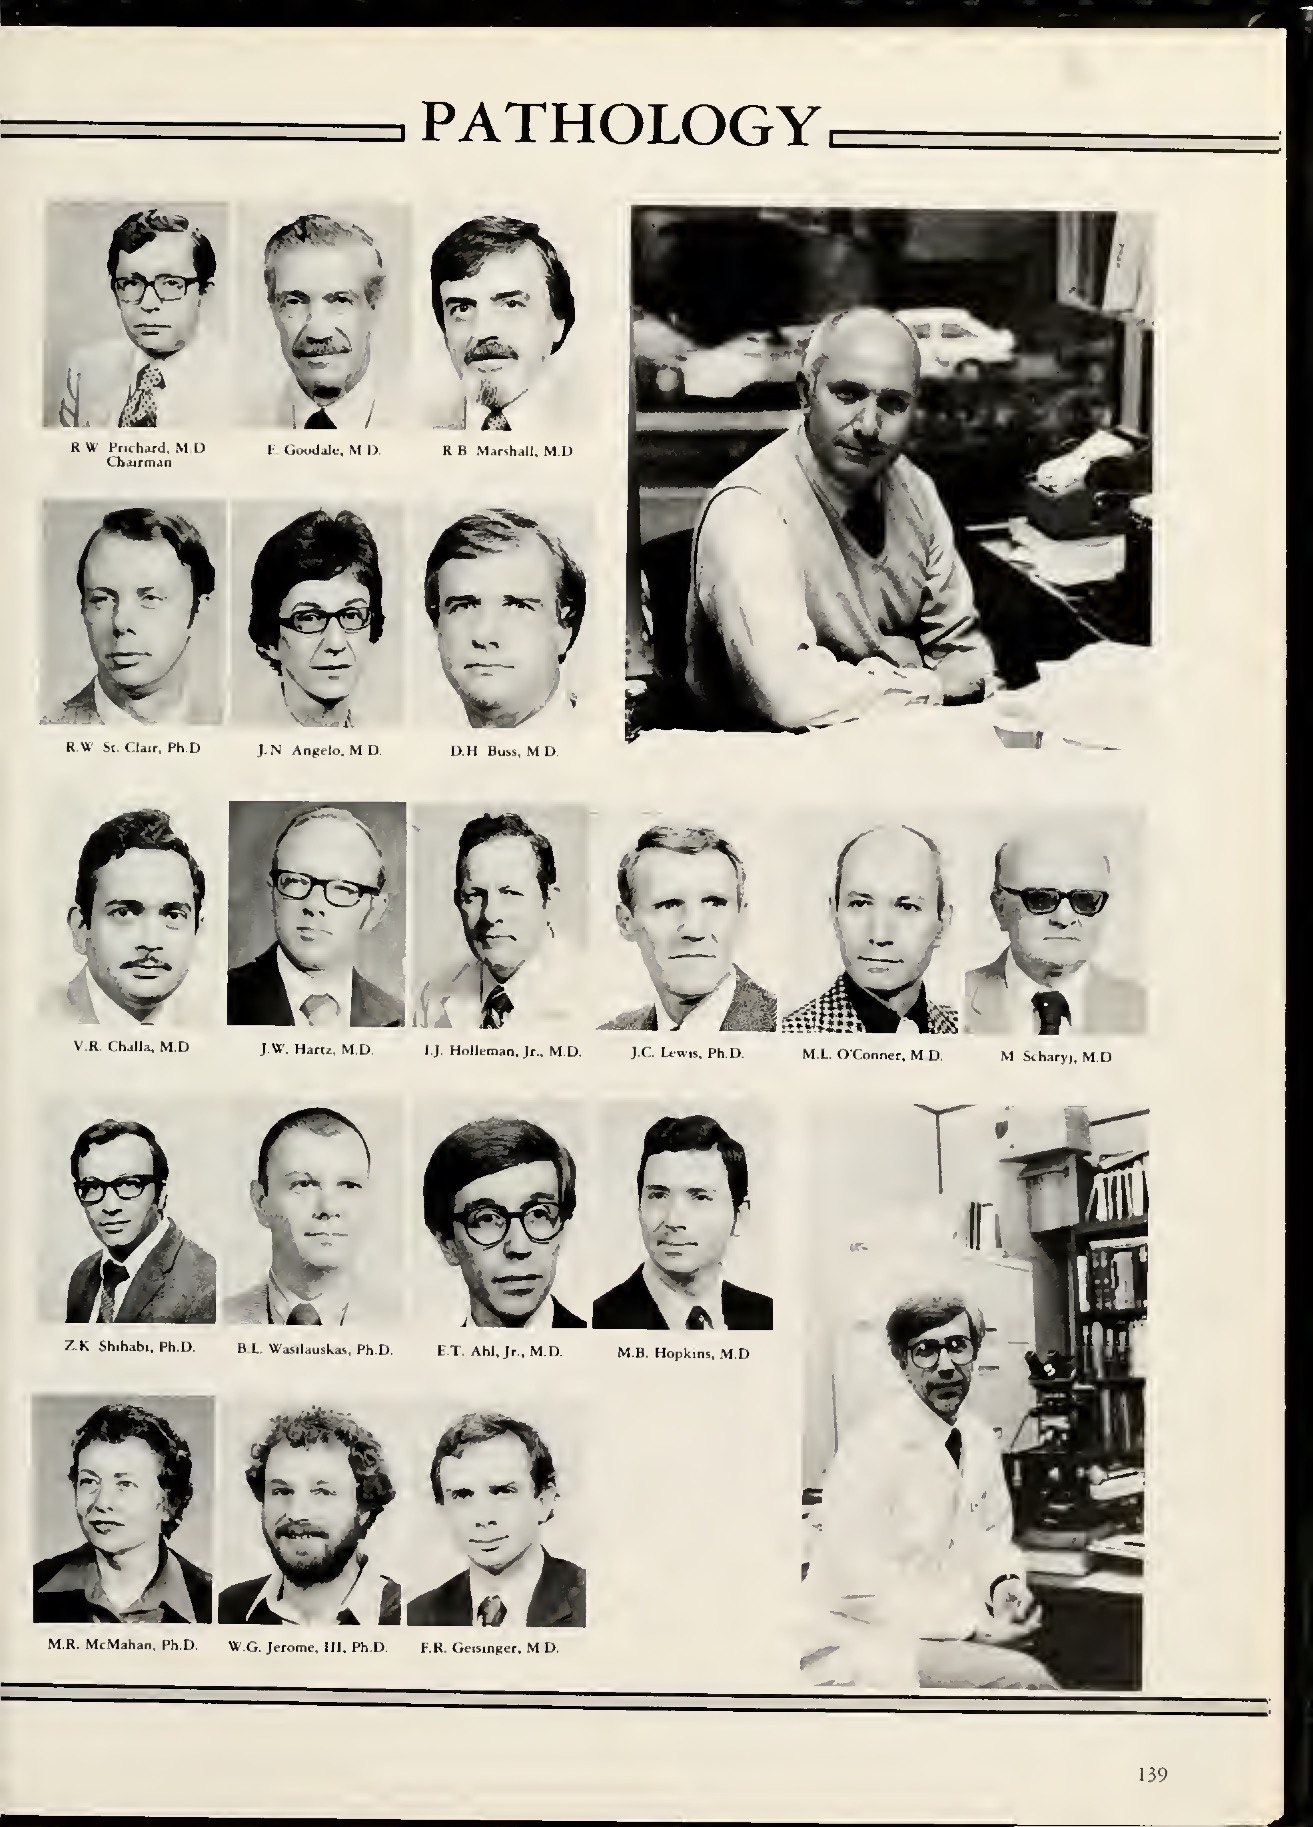 PATHOLOGY
R.W. Prichard, M.D.
Chairman
F. Goodale, M.D.
R.B. Marshall, M.D.
R.W. St. Clair, Ph.D.
J.N. Angelo, M.D.
D.H. Buss, M.D.
V.R. Challa, M.D.
J.W. Hartz, M.D.
I.J. Holleman, Jr., M.D.
J.C. Lewis, Ph.D.
M.L. O'Conner, M.D.
M. Scharyj, M.D.
Z.K. Shihabi, Ph.D.
B.L. Wasilauskas, Ph.D.
E.T. Ahl, Jr., M.D.
M.B. Hopkins, M.D.
M.R. McMahan, Ph.D.
W.G. Jerome, III, Ph.D.
F.R. Geisinger, M.D.
139